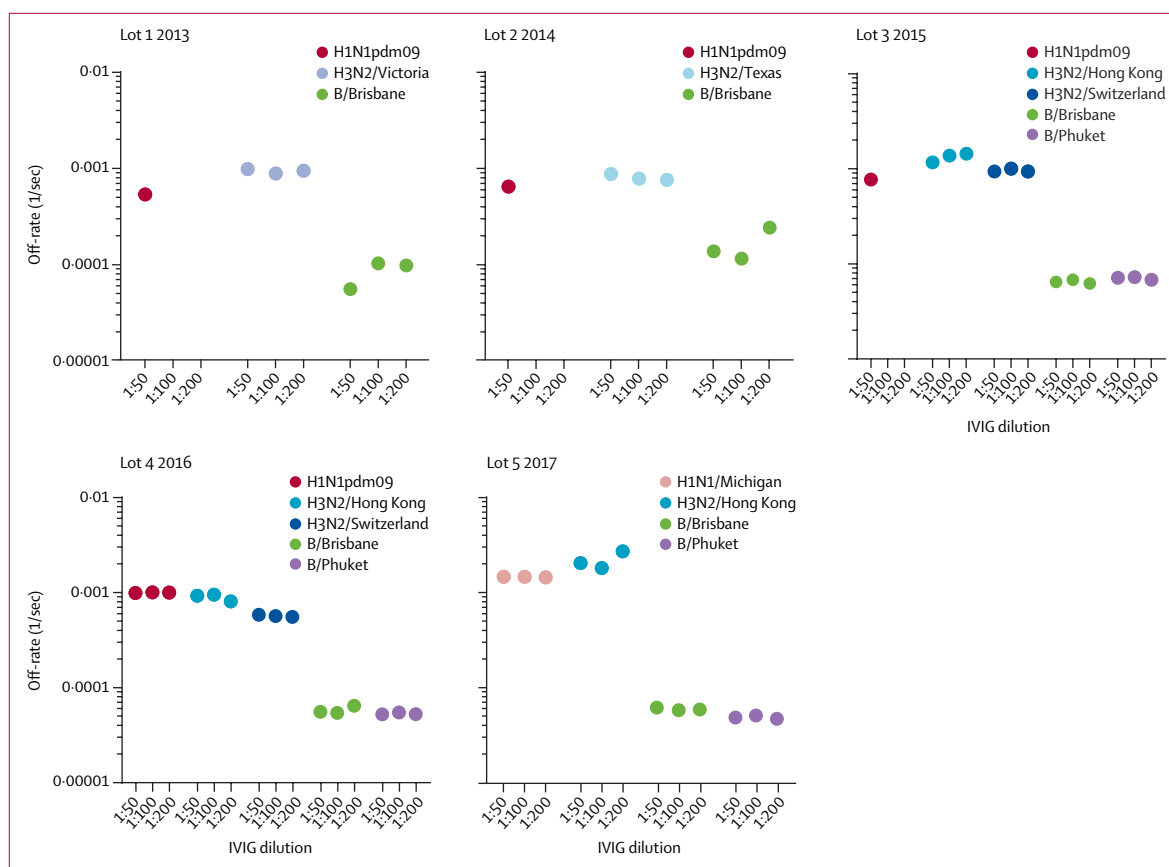 Lot 1 2013
H1N1pdm09
H3N2/Victoria
B/Brisbane
Off-rate (1/sec)
0·01
0·001
0·0001
0·00001
1:50
1:100
1:200
1:50
1:100
1:200
1:50
1:100
1:200
Lot 2 2014
H1N1pdm09
H3N2/Texas
B/Brisbane
1:50
1:100
1:200
1:50
1:100
1:200
1:50
1:100
1:200
Lot 3 2015
H1N1pdm09
H3N2/Hong Kong
H3N2/Switzerland
B/Brisbane
B/Phuket
1:50
1:100
1:200
1:50
1:100
1:200
1:50
1:100
1:200
1:50
1:100
1:200
1:50
1:100
1:200
IVIG dilution
Lot 4 2016
H1N1pdm09
H3N2/Hong Kong
H3N2/Switzerland
B/Brisbane
B/Phuket
Off-rate (1/sec)
0·01
0·001
0·0001
0·00001
1:50
1:100
1:200
1:50
1:100
1:200
1:50
1:100
1:200
1:50
1:100
1:200
1:50
1:100
1:200
IVIG dilution
Lot 5 2017
H1N1/Michigan
H3N2/Hong Kong
B/Brisbane
B/Phuket
1:50
1:100
1:200
1:50
1:100
1:200
1:50
1:100
1:200
1:50
1:100
1:200
IVIG dilution